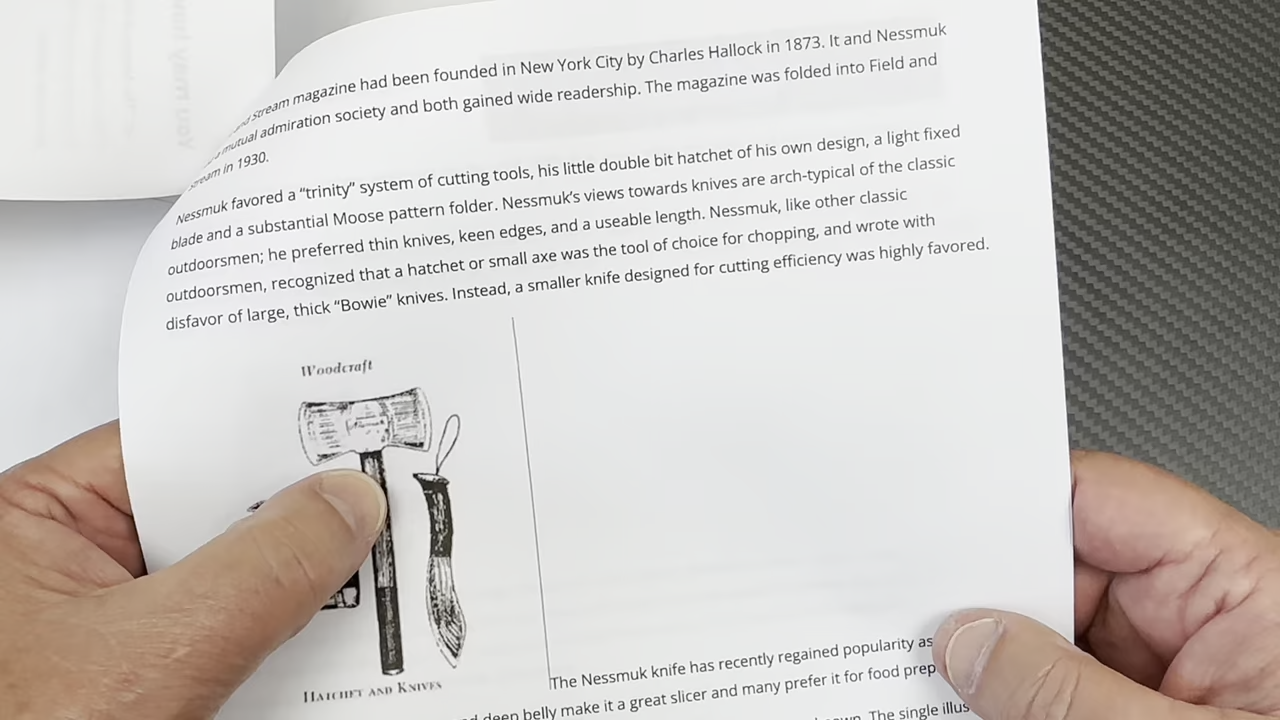 and Stream magazine had been founded in New York City by Charles Hallock in 1873. It and Nessmuk
a mutual admiration society and both gained wide readership. The magazine was folded into Field and
Stream in 1930.
Nessmuk favored a “trinity” system of cutting tools, his little double bit hatchet of his own design, a light fixed
blade and a substantial Moose pattern folder. Nessmuk’s views towards knives are arch-typical of the classic
outdoorsmen; he preferred thin knives, keen edges, and a useable length. Nessmuk, like other classic
outdoorsmen, recognized that a hatchet or small axe was the tool of choice for chopping, and wrote with
disfavor of large, thick “Bowie” knives. Instead, a smaller knife designed for cutting efficiency was highly favored.
Woodcraft
HATCHET AND KNIVES
The Nessmuk knife has recently regained popularity as
deep belly make it a great slicer and many prefer it for food prep
The single